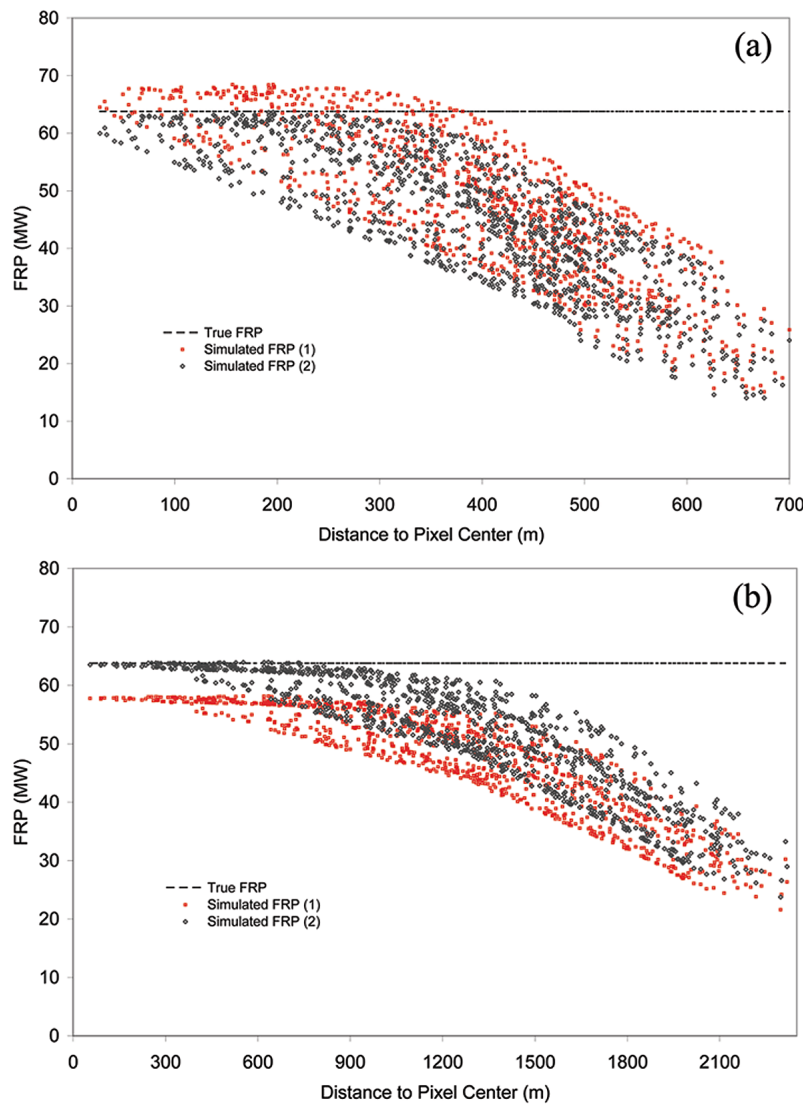 (a)
80
70
60
50
40
30
20
10
0
FRP (MW)
True FRP
Simulated FRP (1)
Simulated FRP (2)
0 100 200 300 400 500 600 700
Distance to Pixel Center (m)
(b)
80
70
60
50
40
30
20
10
0
FRP (MW)
True FRP
Simulated FRP (1)
Simulated FRP (2)
0 300 600 900 1200 1500 1800 2100
Distance to Pixel Center (m)